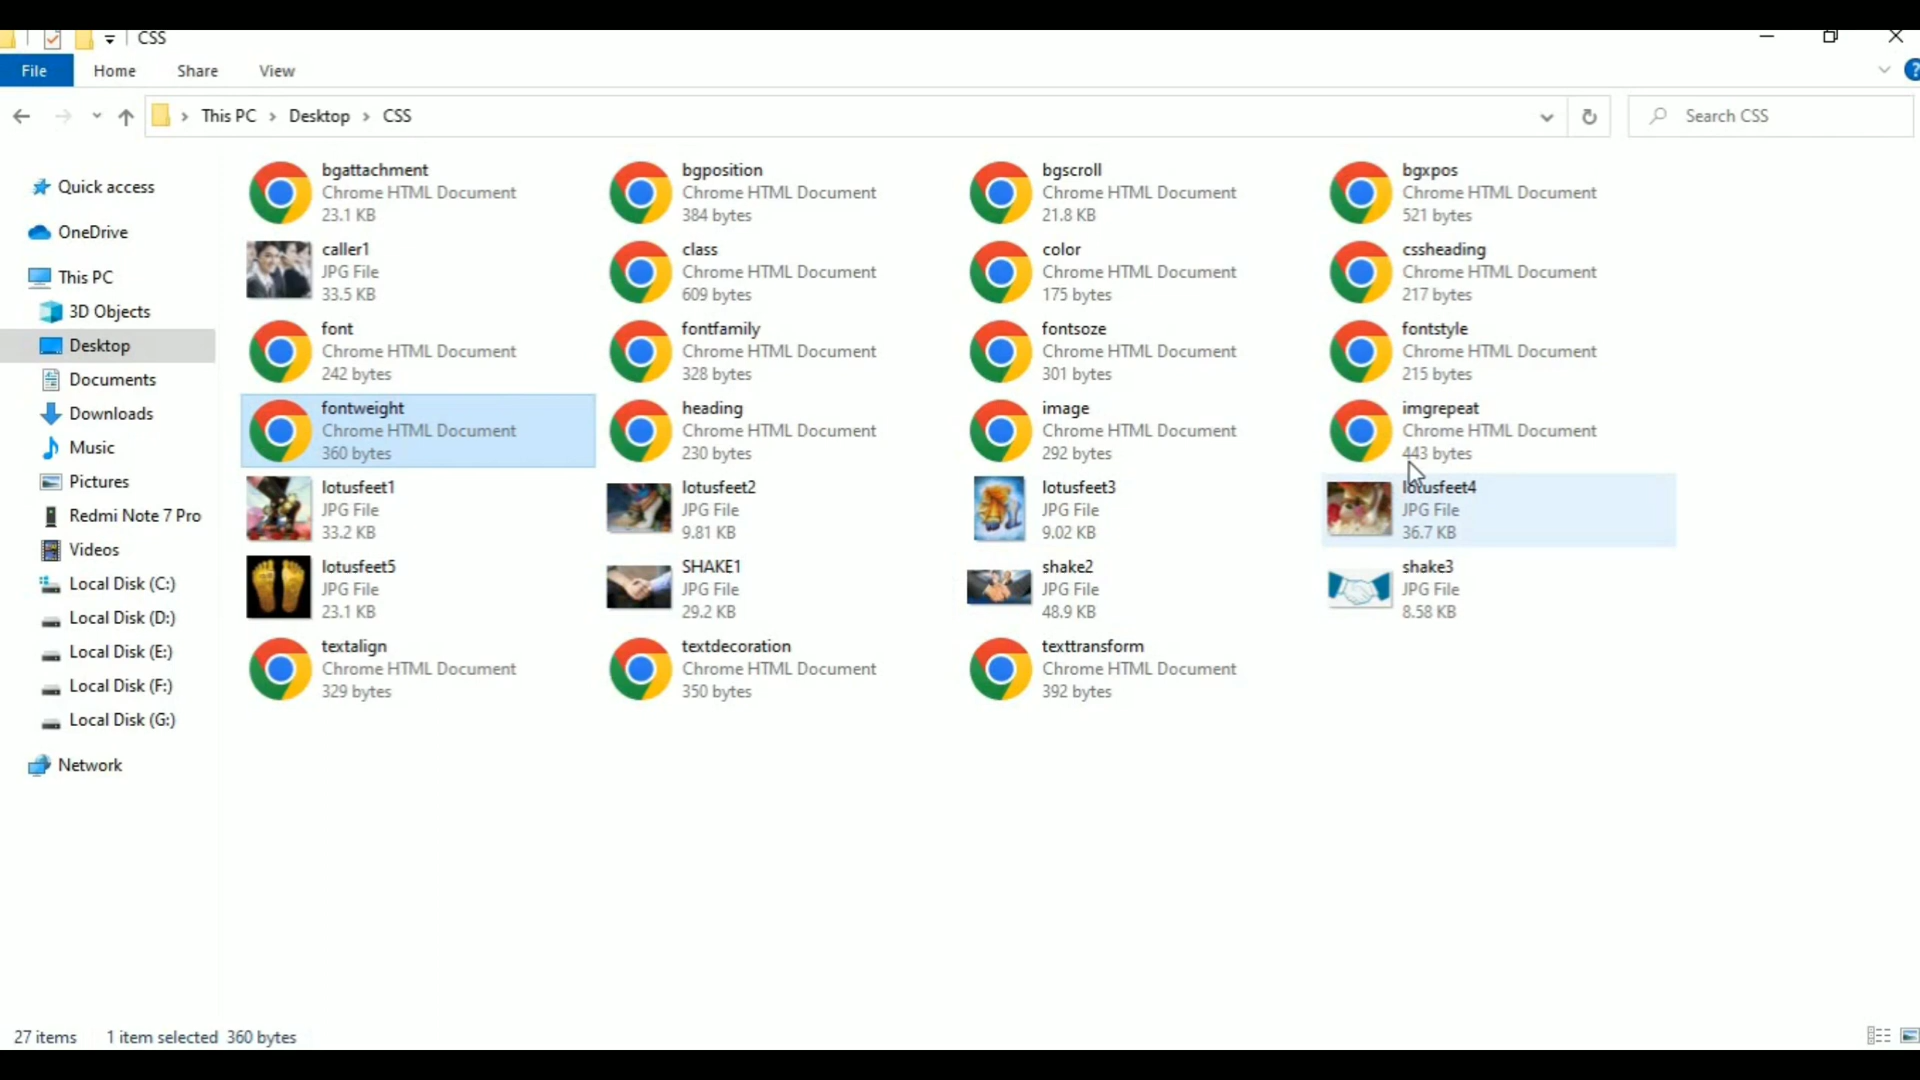 CSS
File Home Share View
This PC Desktop CSS
Search CSS
Quick access
OneDrive
This PC
3D Objects
Desktop
Documents
Downloads
Music
Pictures
Redmi Note 7 Pro
Videos
Local Disk (C:)
Local Disk (D:)
Local Disk (E:)
Local Disk (F:)
Local Disk (G:)
Network
bgattachment
Chrome HTML Document
23.1 KB
bgposition
Chrome HTML Document
384 bytes
bgscroll
Chrome HTML Document
21.8 KB
bgxpos
Chrome HTML Document
521 bytes
caller1
JPG File
33.5 KB
class
Chrome HTML Document
609 bytes
color
Chrome HTML Document
175 bytes
cssheading
Chrome HTML Document
217 bytes
font
Chrome HTML Document
242 bytes
fontfamily
Chrome HTML Document
328 bytes
fontsoze
Chrome HTML Document
301 bytes
fontstyle
Chrome HTML Document
215 bytes
fontweight
Chrome HTML Document
360 bytes
heading
Chrome HTML Document
230 bytes
image
Chrome HTML Document
292 bytes
imgrepeat
Chrome HTML Document
443 bytes
lotusfeet1
JPG File
33.2 KB
lotusfeet2
JPG File
9.81 KB
lotusfeet3
JPG File
9.02 KB
lotusfeet4
JPG File
36.7 KB
lotusfeet5
JPG File
23.1 KB
SHAKE1
JPG File
29.2 KB
shake2
JPG File
48.9 KB
shake3
JPG File
8.58 KB
textalign
Chrome HTML Document
329 bytes
textdecoration
Chrome HTML Document
350 bytes
texttransform
Chrome HTML Document
392 bytes
27 items 1 item selected 360 bytes